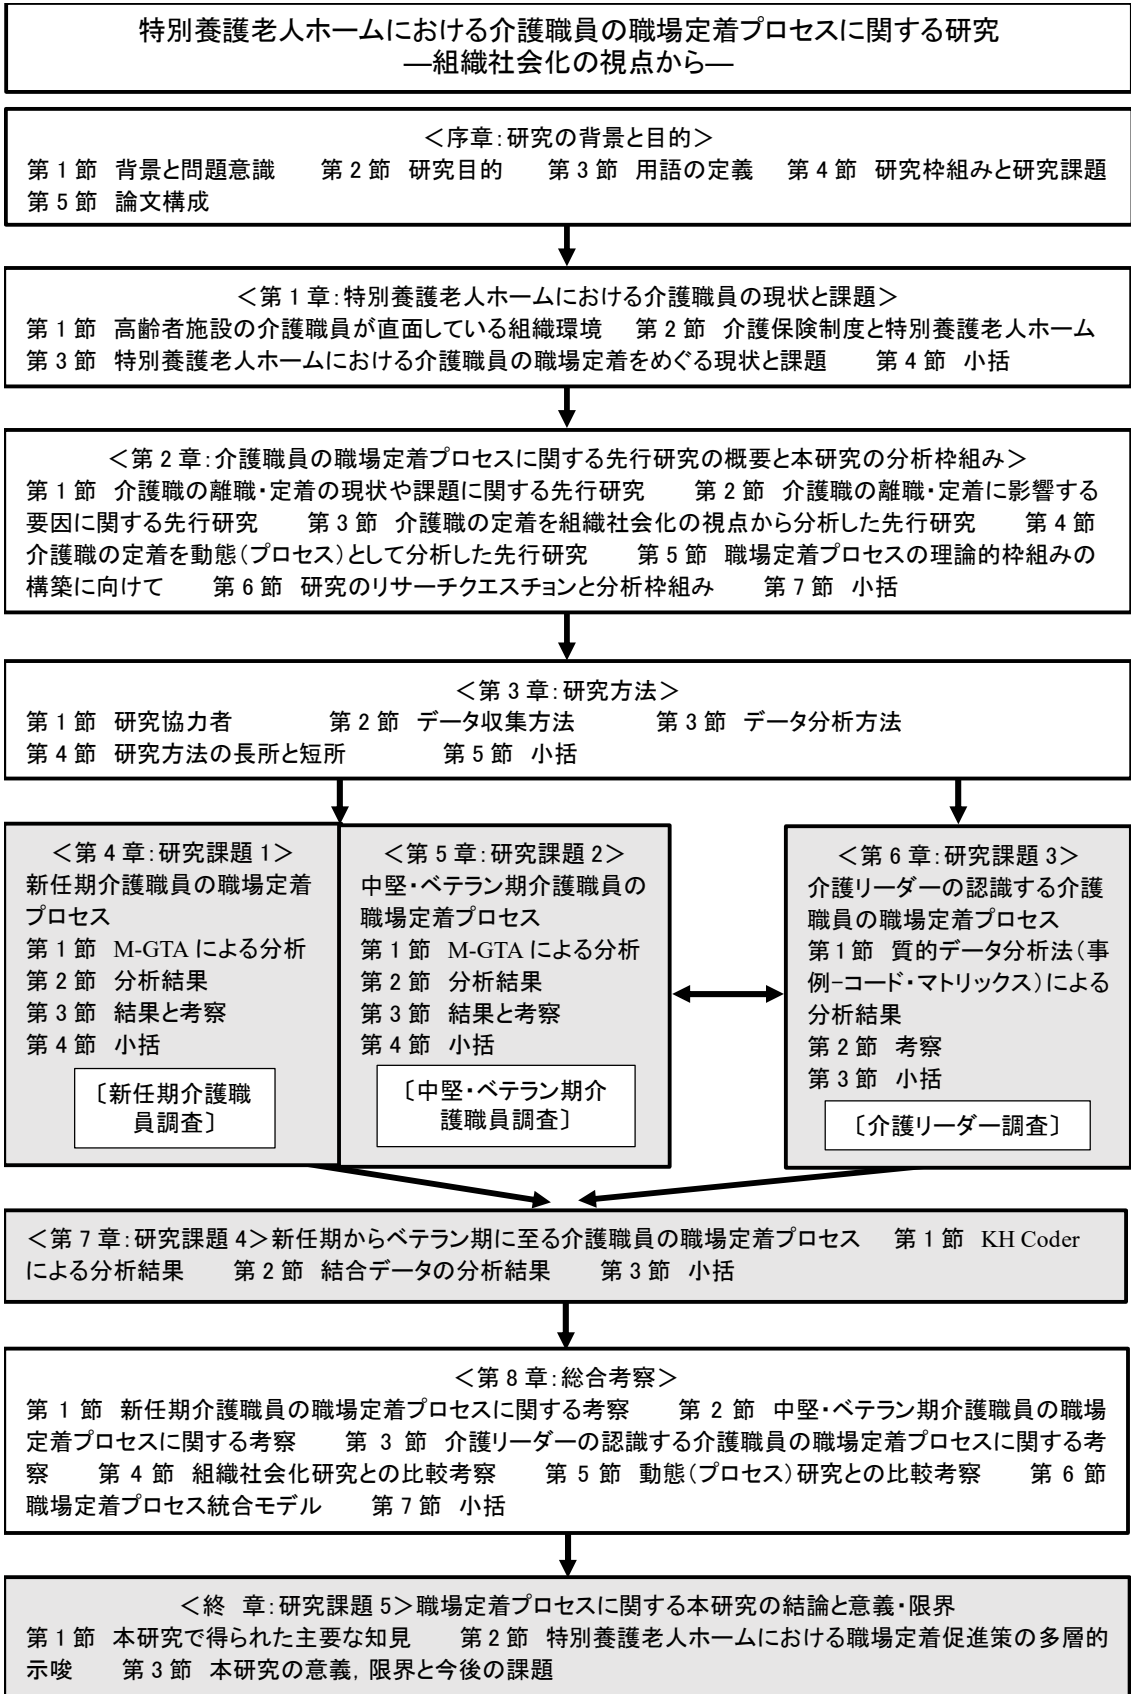 特別養護老人ホームにおける介護職員の職場定着プロセスに関する研究
―組織社会化の視点から―
＜序章：研究の背景と目的＞
第1節 背景と問題意識　　第2節 研究目的　　第3節 用語の定義　　第4節 研究枠組みと研究課題
第5節 論文構成
＜第1章：特別養護老人ホームにおける介護職員の現状と課題＞
第1節 高齢者施設の介護職員が直面している組織環境　　第2節 介護保険制度と特別養護老人ホーム
第3節 特別養護老人ホームにおける介護職員の職場定着をめぐる現状と課題　　第4節 小括
＜第2章：介護職員の職場定着プロセスに関する先行研究の概要と本研究の分析枠組み＞
第1節 介護職の離職・定着の現状や課題に関する先行研究　　第2節 介護職の離職・定着に影響する
要因に関する先行研究　　第3節 介護職の定着を組織社会化の視点から分析した先行研究　　第4節
介護職の定着を動態（プロセス）として分析した先行研究　　第5節 職場定着プロセスの理論的枠組みの
構築に向けて　　第6節 研究のリサーチクエスチョンと分析枠組み　　第7節 小括
＜第3章：研究方法＞
第1節 研究協力者　　第2節 データ収集方法　　第3節 データ分析方法
第4節 研究方法の長所と短所　　第5節 小括
＜第4章：研究課題1＞
新任期介護職員の職場定着
プロセス
第1節 M-GTAによる分析
第2節 分析結果
第3節 結果と考察
第4節 小括
〔新任期介護職
員調査〕
＜第5章：研究課題2＞
中堅・ベテラン期介護職員の
職場定着プロセス
第1節 M-GTAによる分析
第2節 分析結果
第3節 結果と考察
第4節 小括
〔中堅・ベテラン期介
護職員調査〕
＜第6章：研究課題3＞
介護リーダーの認識する介護
職員の職場定着プロセス
第1節 質的データ分析法（事
例−コード・マトリックス）による
分析結果
第2節 考察
第3節 小括
〔介護リーダー調査〕
＜第7章：研究課題4＞新任期からベテラン期に至る介護職員の職場定着プロセス　　第1節 KH Coder
による分析結果　　第2節 結合データの分析結果　　第3節 小括
＜第8章：総合考察＞
第1節 新任期介護職員の職場定着プロセスに関する考察　　第2節 中堅・ベテラン期介護職員の職場
定着プロセスに関する考察　　第3節 介護リーダーの認識する介護職員の職場定着プロセスに関する考
察　　第4節 組織社会化研究との比較考察　　第5節 動態（プロセス）研究との比較考察　　第6節
職場定着プロセス統合モデル　　第7節 小括
＜終　章：研究課題5＞職場定着プロセスに関する本研究の結論と意義・限界
第1節 本研究で得られた主要な知見　　第2節 特別養護老人ホームにおける職場定着促進策の多層的
示唆　　第3節 本研究の意義，限界と今後の課題